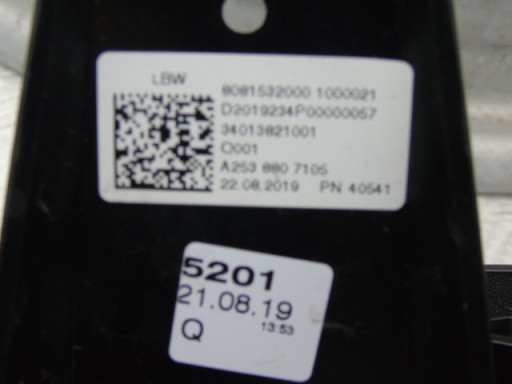 LBW
8081532000 1000021
D2019234P00000057
34013821001
O001
A253 880 7105
22.08.2019 PN 40541
5201
21.08.19
13:53
Q